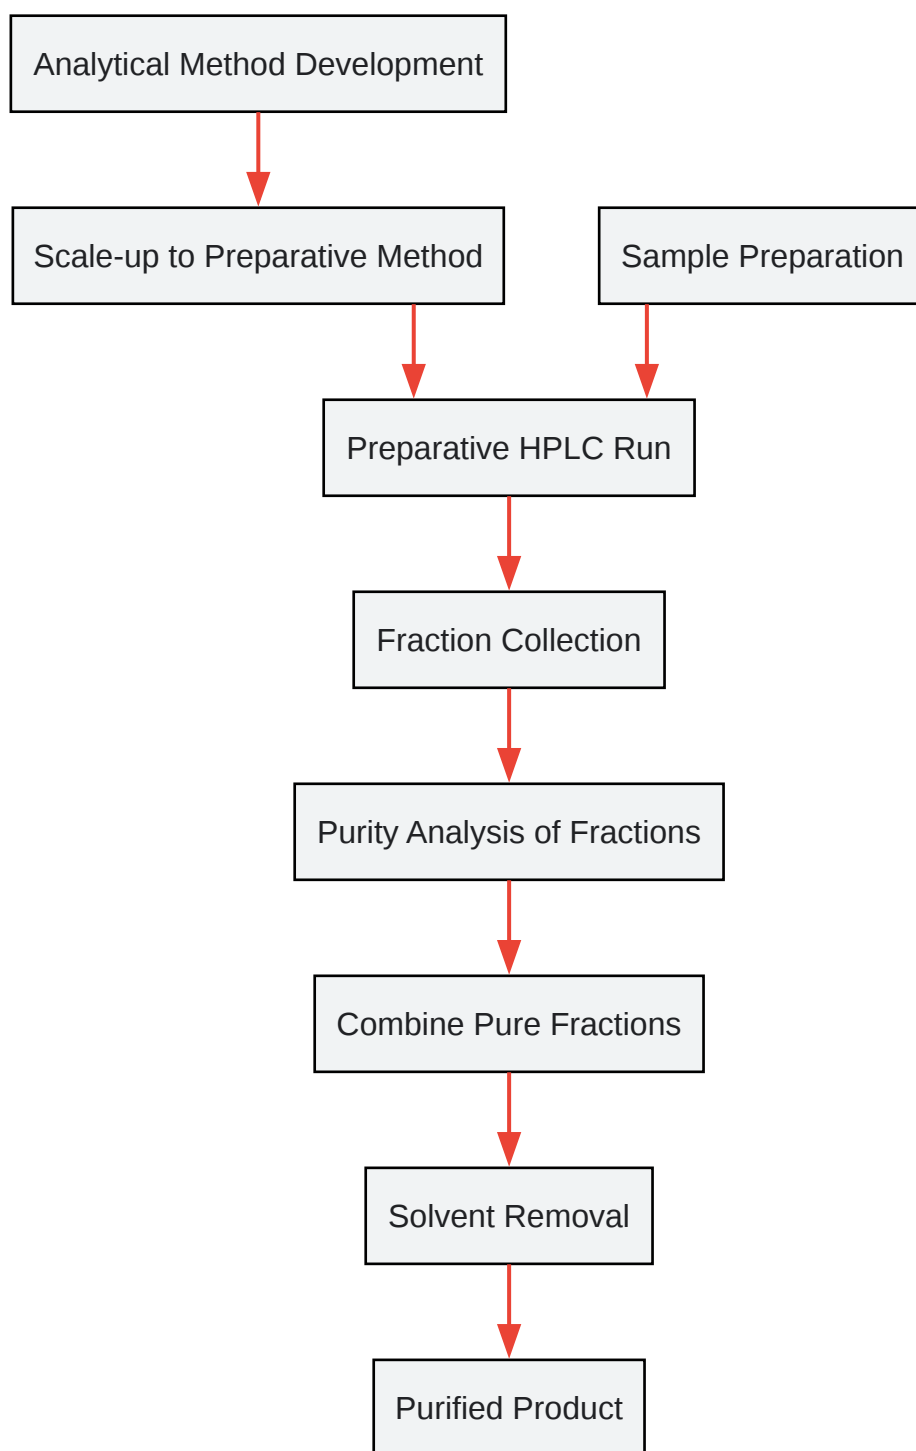 Analytical Method Development
Scale-up to Preparative Method
Sample Preparation
Preparative HPLC Run
Fraction Collection
Purity Analysis of Fractions
Combine Pure Fractions
Solvent Removal
Purified Product